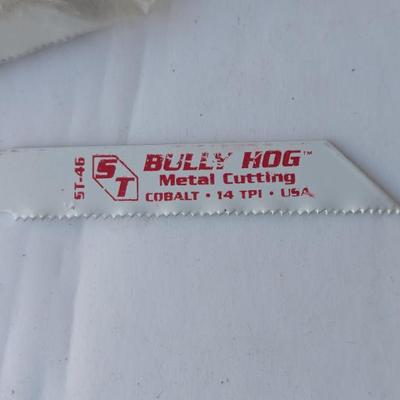 ST-46
ST
BULLY HOG™
Metal Cutting
COBALT • 14 TPI • USA